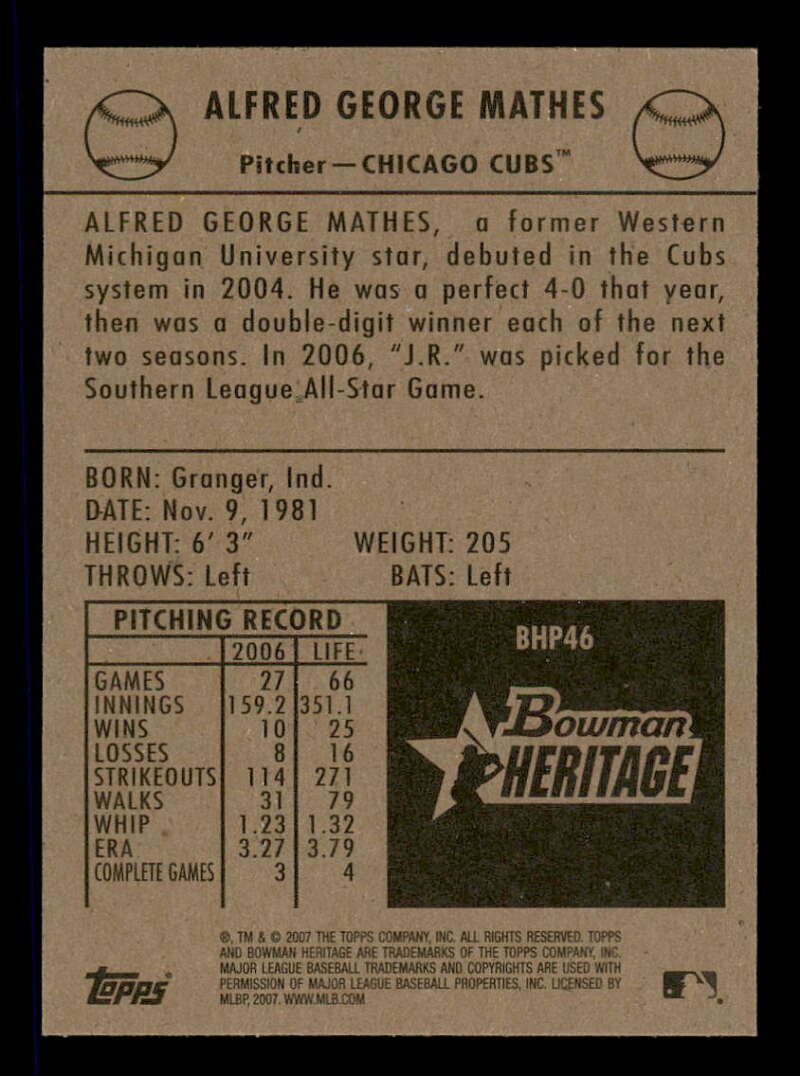 ALFRED GEORGE MATHES
Pitcher — CHICAGO CUBS™
ALFRED GEORGE MATHES, a former Western
Michigan University star, debuted in the Cubs
system in 2004. He was a perfect 4-0 that year,
then was a double-digit winner each of the next
two seasons. In 2006, "J.R." was picked for the
Southern League All-Star Game.
BORN: Granger, Ind.
DATE: Nov. 9, 1981
HEIGHT: 6' 3" WEIGHT: 205
THROWS: Left BATS: Left
PITCHING RECORD
2006 LIFE
GAMES 27 66
INNINGS 159.2 351.1
WINS 10 25
LOSSES 8 16
STRIKEOUTS 114 271
WALKS 31 79
WHIP 1.23 1.32
ERA 3.27 3.79
COMPLETE GAMES 3 4
BHP46
Bowman
HERITAGE
®, TM & © 2007 THE TOPPS COMPANY, INC. ALL RIGHTS RESERVED. TOPPS
AND BOWMAN HERITAGE ARE TRADEMARKS OF THE TOPPS COMPANY, INC.
MAJOR LEAGUE BASEBALL TRADEMARKS AND COPYRIGHTS ARE USED WITH
PERMISSION OF MAJOR LEAGUE BASEBALL PROPERTIES, INC. LICENSED BY
MLBP, 2007. WWW.MLB.COM
Topps®